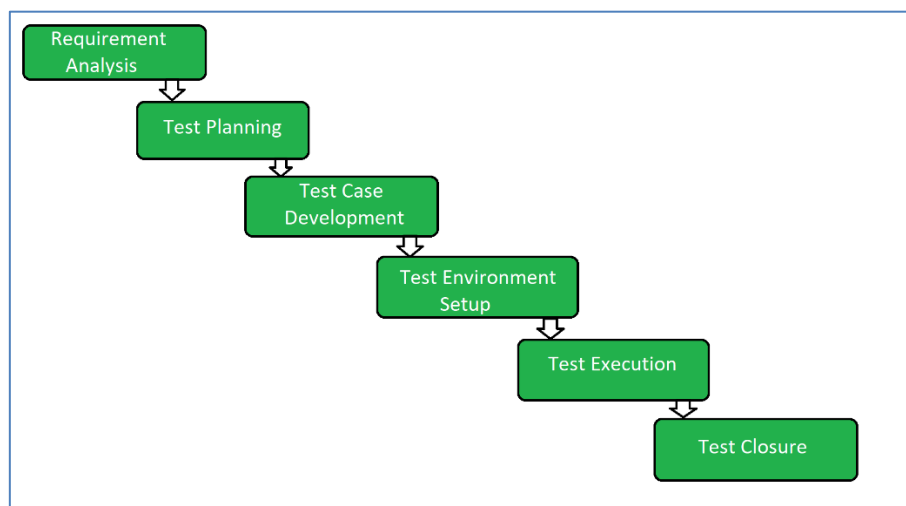 Requirement
Analysis
Test Planning
Test Case
Development
Test Environment
Setup
Test Execution
Test Closure